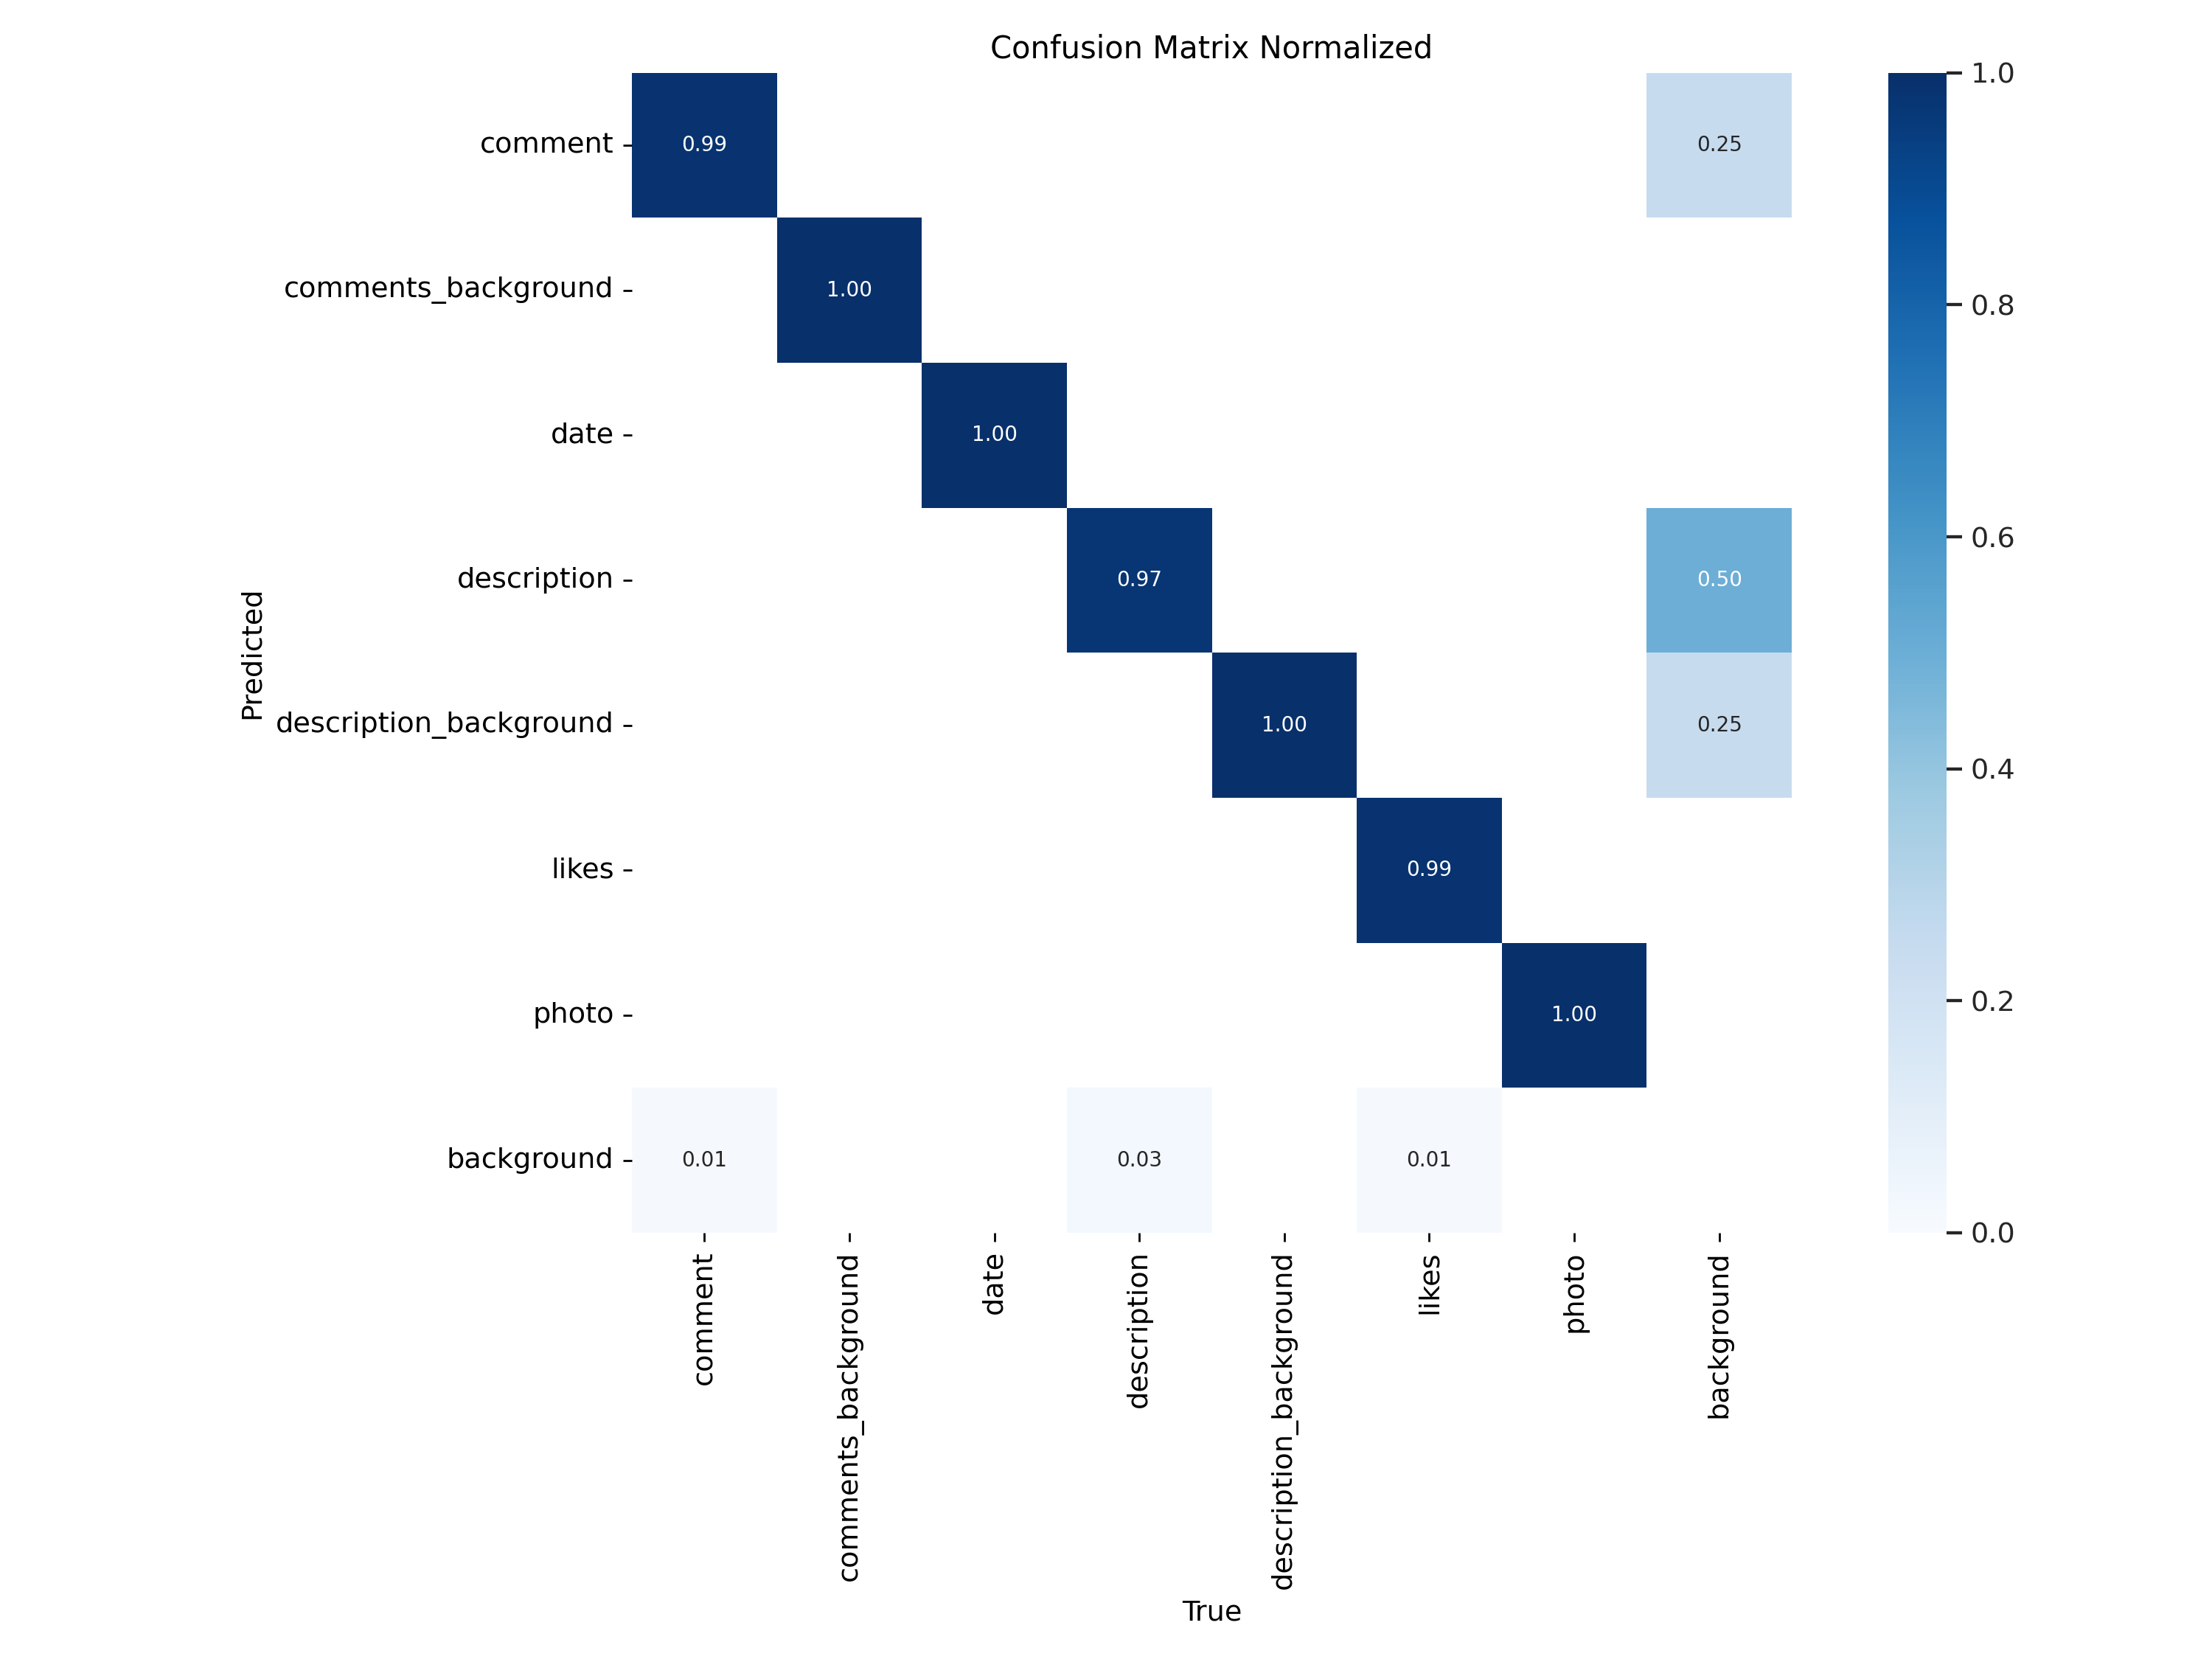 Confusion Matrix Normalized
Predicted
comment 0.99 0.25
comments_background 1.00
date 1.00
description 0.97 0.50
description_background 1.00 0.25
likes 0.99
photo 1.00
background 0.01 0.03 0.01
comment comments_background date description description_background likes photo background
True
1.0
0.8
0.6
0.4
0.2
0.0